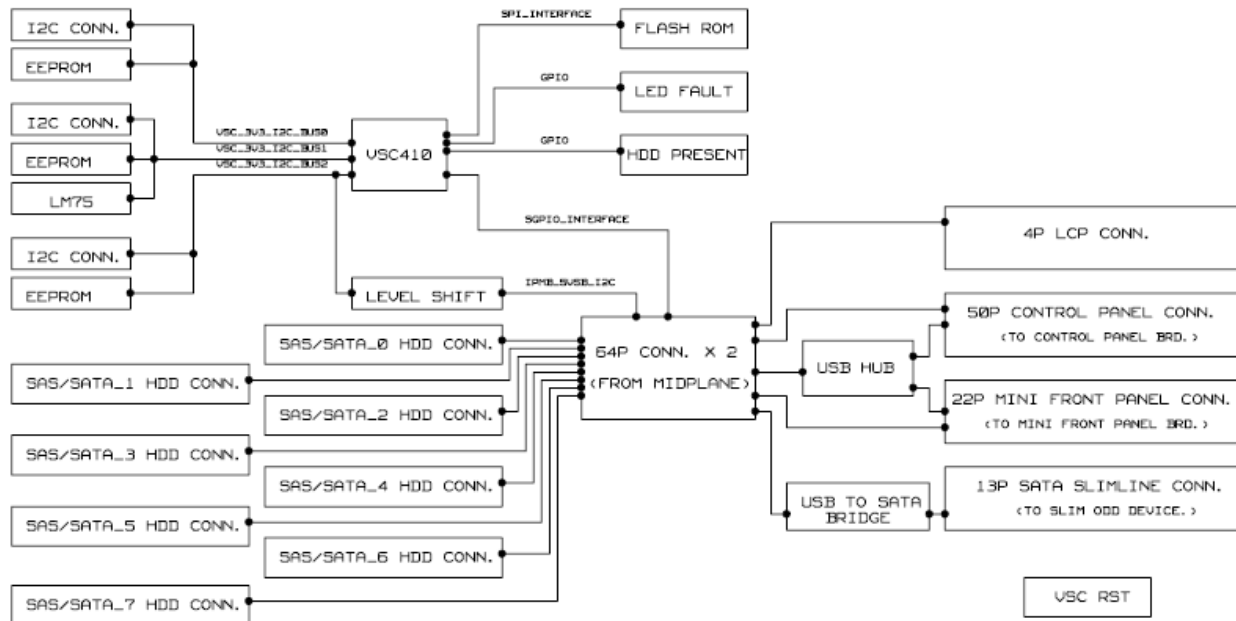 I2C CONN.
EEPROM
I2C CONN.
EEPROM
LM75
I2C CONN.
EEPROM
VSC_3V3_I2C_BUS0
VSC_3V3_I2C_BUS1
VSC_3V3_I2C_BUS2
VSC410
SPI_INTERFACE
FLASH ROM
GPIO
LED FAULT
GPIO
HDD PRESENT
SGPIO_INTERFACE
LEVEL SHIFT
IPMB_5VSB_I2C
SAS/SATA_0 HDD CONN.
SAS/SATA_1 HDD CONN.
SAS/SATA_2 HDD CONN.
SAS/SATA_3 HDD CONN.
SAS/SATA_4 HDD CONN.
SAS/SATA_5 HDD CONN.
SAS/SATA_6 HDD CONN.
SAS/SATA_7 HDD CONN.
64P CONN. X 2
(FROM MIDPLANE)
4P LCP CONN.
50P CONTROL PANEL CONN.
(TO CONTROL PANEL BRD.)
USB HUB
22P MINI FRONT PANEL CONN.
(TO MINI FRONT PANEL BRD.)
USB TO SATA
BRIDGE
13P SATA SLIMLINE CONN.
(TO SLIM ODD DEVICE.)
VSC RST